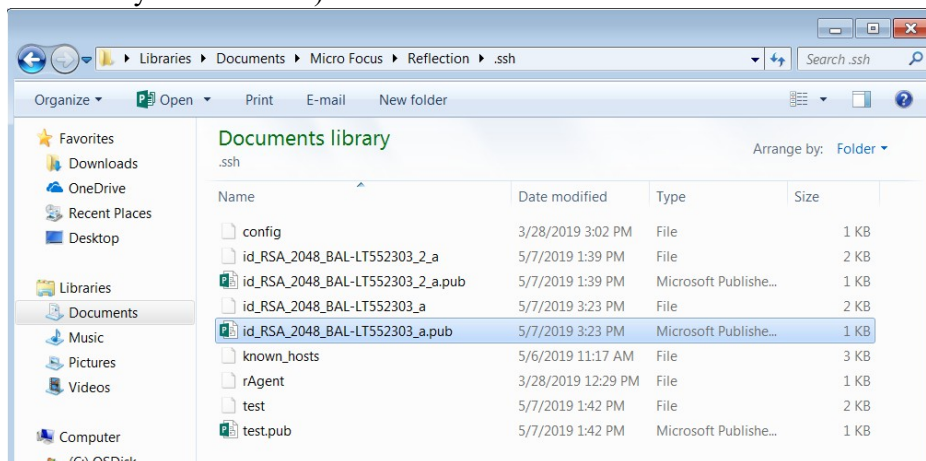 Libraries ▸ Documents ▸ Micro Focus ▸ Reflection ▸ .ssh
Search .ssh
Organize ▾ Open ▾ Print E-mail New folder
Favorites
Downloads
OneDrive
Recent Places
Desktop
Libraries
Documents
Music
Pictures
Videos
Computer
Documents library
.ssh
Arrange by: Folder ▾
Name Date modified Type Size
config 3/28/2019 3:02 PM File 1 KB
id_RSA_2048_BAL-LT552303_2_a 5/7/2019 1:39 PM File 2 KB
id_RSA_2048_BAL-LT552303_2_a.pub 5/7/2019 1:39 PM Microsoft Publishe... 1 KB
id_RSA_2048_BAL-LT552303_a 5/7/2019 3:23 PM File 2 KB
id_RSA_2048_BAL-LT552303_a.pub 5/7/2019 3:23 PM Microsoft Publishe... 1 KB
known_hosts 5/6/2019 11:17 AM File 3 KB
rAgent 3/28/2019 12:29 PM File 1 KB
test 5/7/2019 1:42 PM File 2 KB
test.pub 5/7/2019 1:42 PM Microsoft Publishe... 1 KB